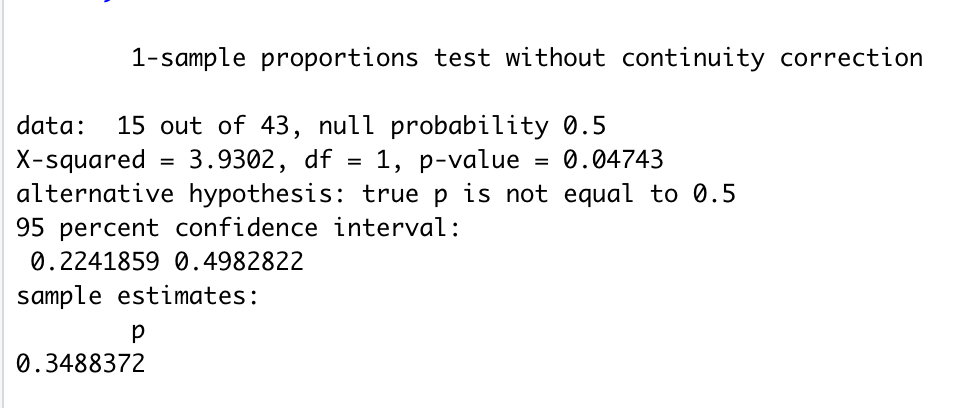 1-sample proportions test without continuity correction
data:  15 out of 43, null probability 0.5
X-squared = 3.9302, df = 1, p-value = 0.04743
alternative hypothesis: true p is not equal to 0.5
95 percent confidence interval:
 0.2241859 0.4982822
sample estimates:
        p
0.3488372